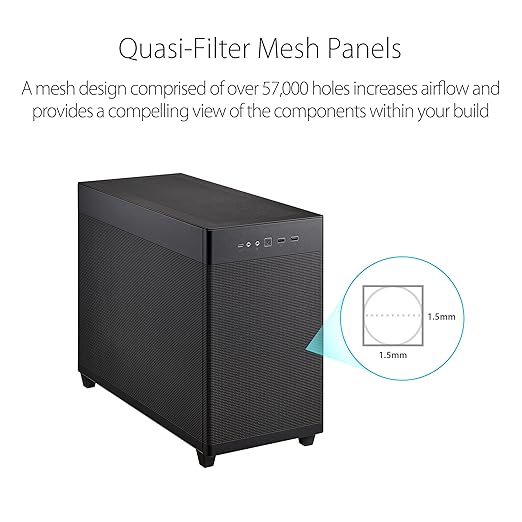 Quasi-Filter Mesh Panels
A mesh design comprised of over 57,000 holes increases airflow and
provides a compelling view of the components within your build
1.5mm
1.5mm